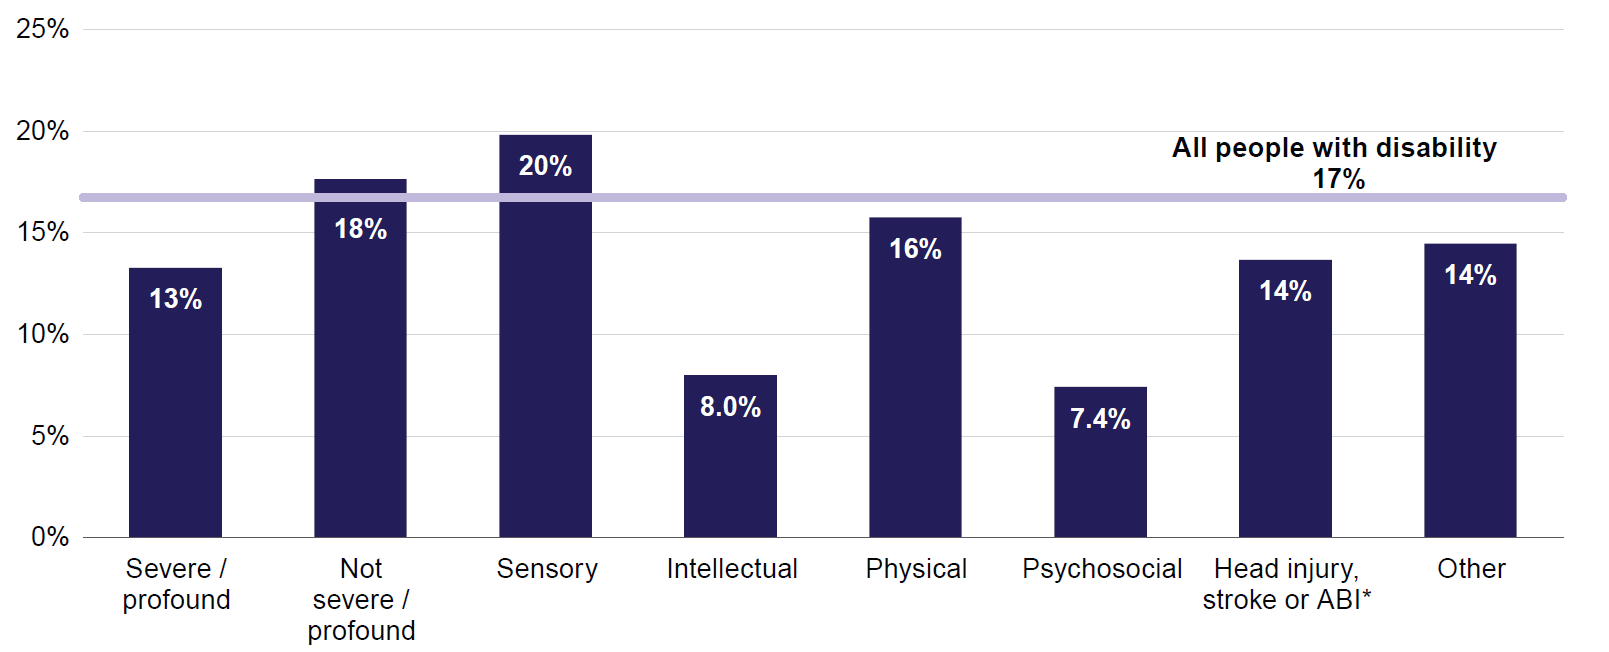 25%
20%
15%
10%
5%
0%
All people with disability
17%
13%
18%
20%
8.0%
16%
7.4%
14%
14%
Severe /
profound
Not
severe /
profound
Sensory
Intellectual
Physical
Psychosocial
Head injury,
stroke or ABI*
Other